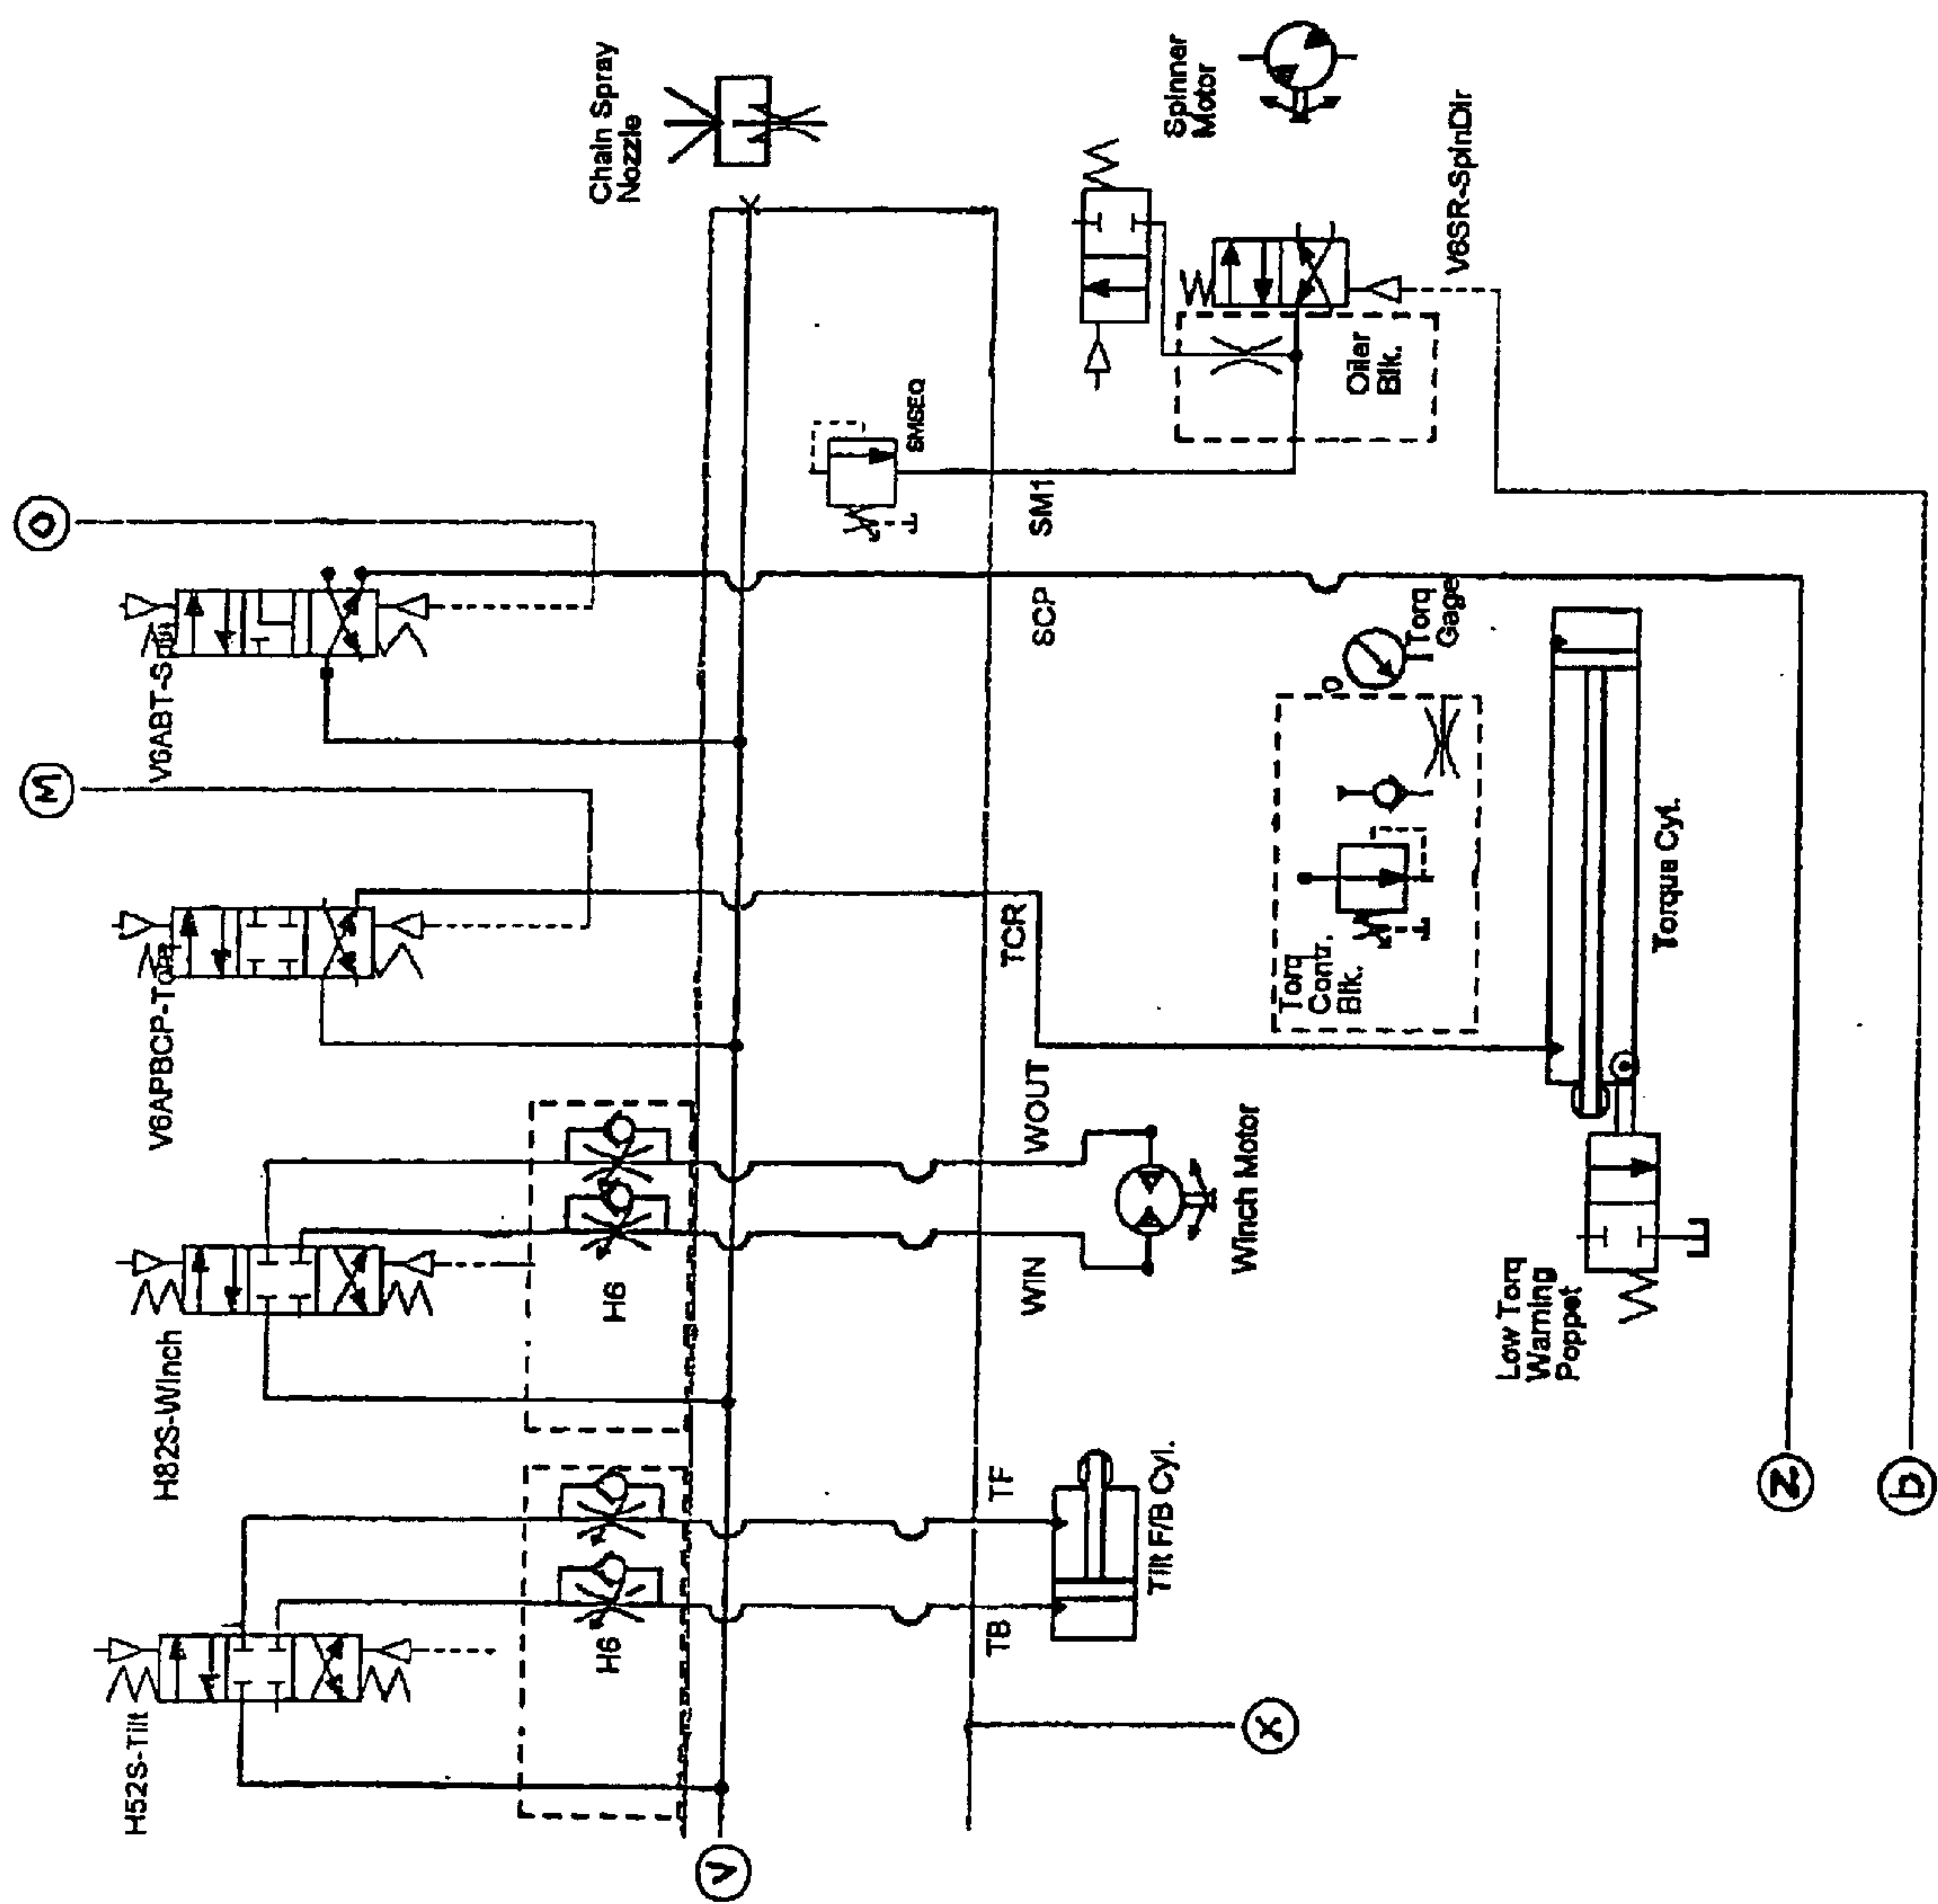 Chain Spray
Nozzle
Spinner
Motor
V6SR-SpinDir
Oiler
Blk.
SMSEQ
SM1
O
SCP
Torq
Gage
M
V6APBCP-Torq
TCR
Torq
Contr.
Blk.
Torque Cyl.
H82S-Winch
H6
WOUT
WIN
Winch Motor
Low Torq
Warning
Poppet
H52S-Tilt
H6
TF
TB
Tilt F/B Cyl.
V
X
Z
b